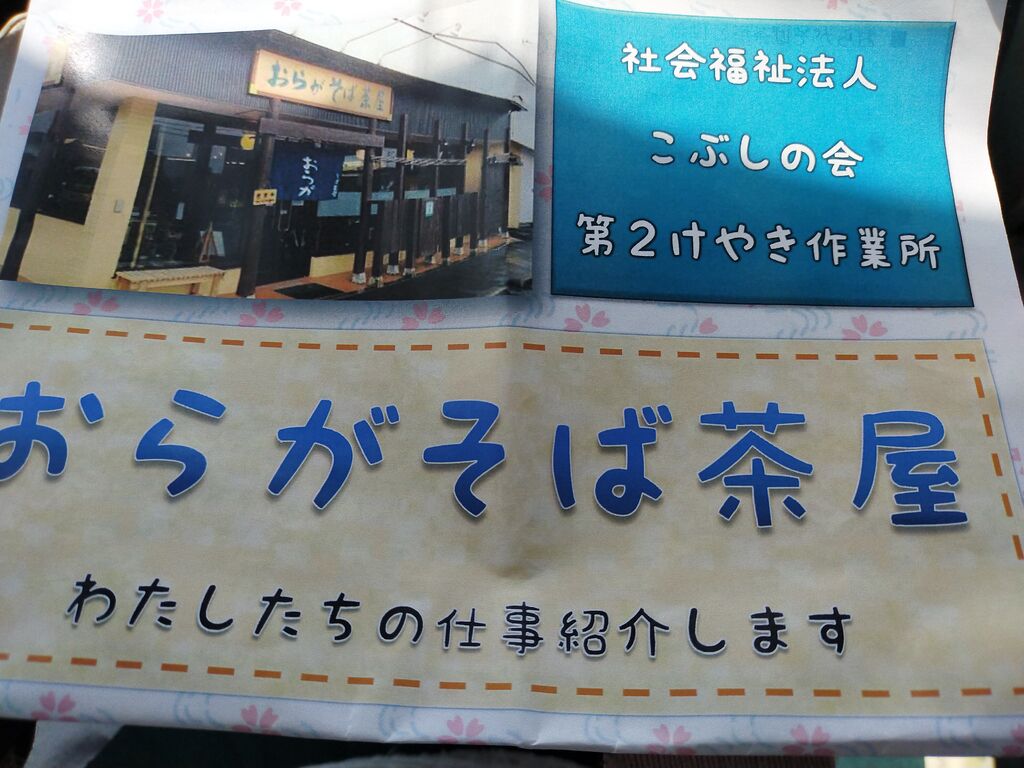 おらがそば茶屋
おらが
社会福祉法人
こぶしの会
第2けやき作業所
おらがそば茶屋
わたしたちの仕事紹介します